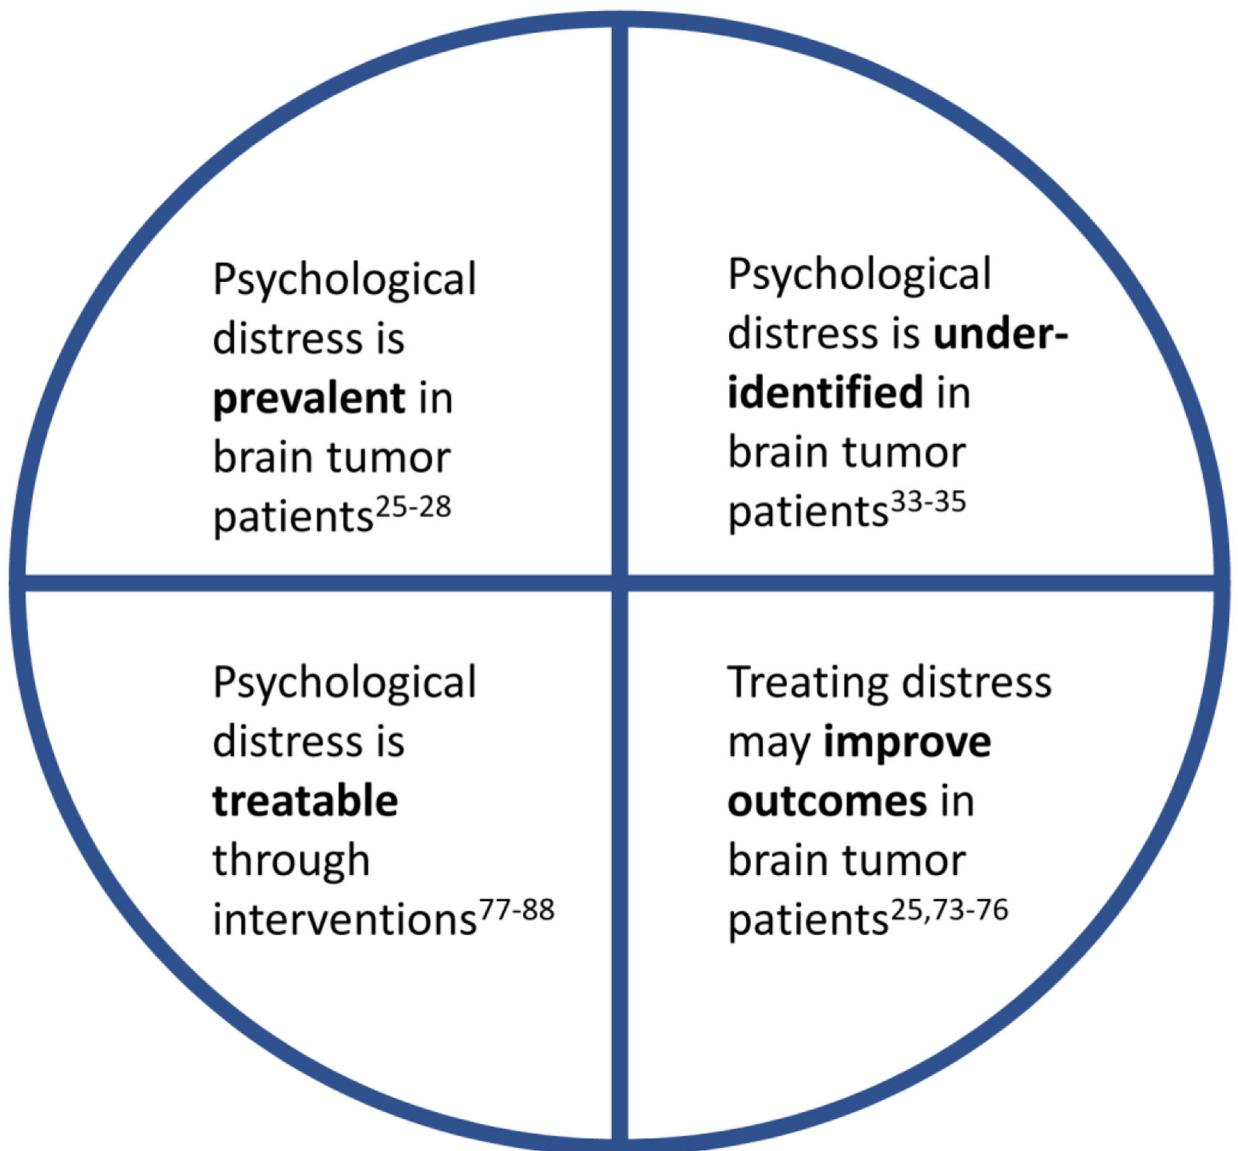 Psychological
distress is
prevalent in
brain tumor
patients25-28
Psychological
distress is under-
identified in
brain tumor
patients33-35
Psychological
distress is
treatable
through
interventions77-88
Treating distress
may improve
outcomes in
brain tumor
patients25,73-76